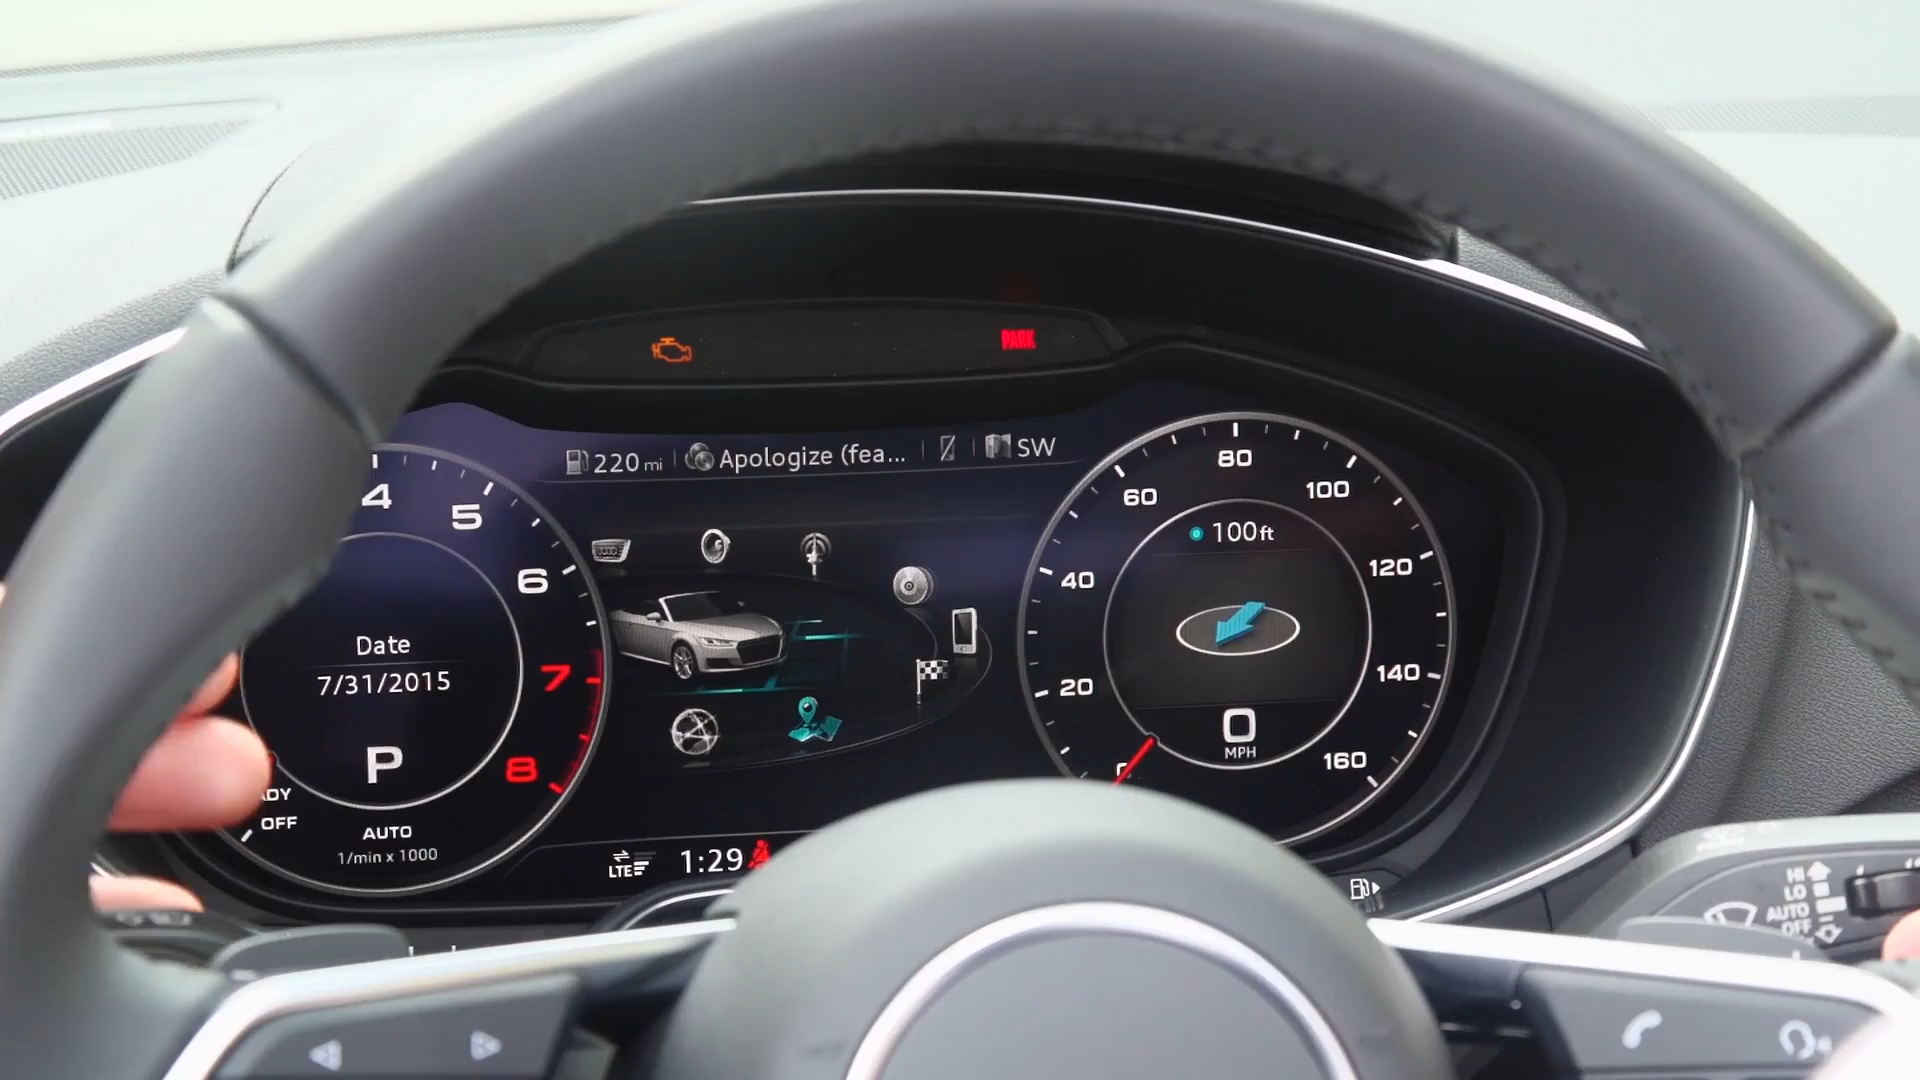 PARK
220 mi
Apologize (fea...
SW
4
5
6
7
8
Date
7/31/2015
P
OFF
AUTO
1/min x 1000
LTE
1:29
20
40
60
80
100
120
140
160
100ft
0
MPH
HI
LO
AUTO
OFF